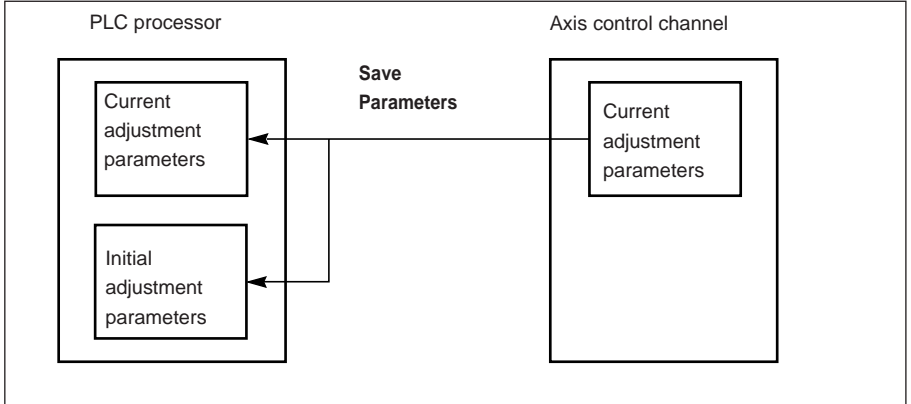 PLC processor
Axis control channel
Save
Parameters
Current
adjustment
parameters
Current
adjustment
parameters
Initial
adjustment
parameters